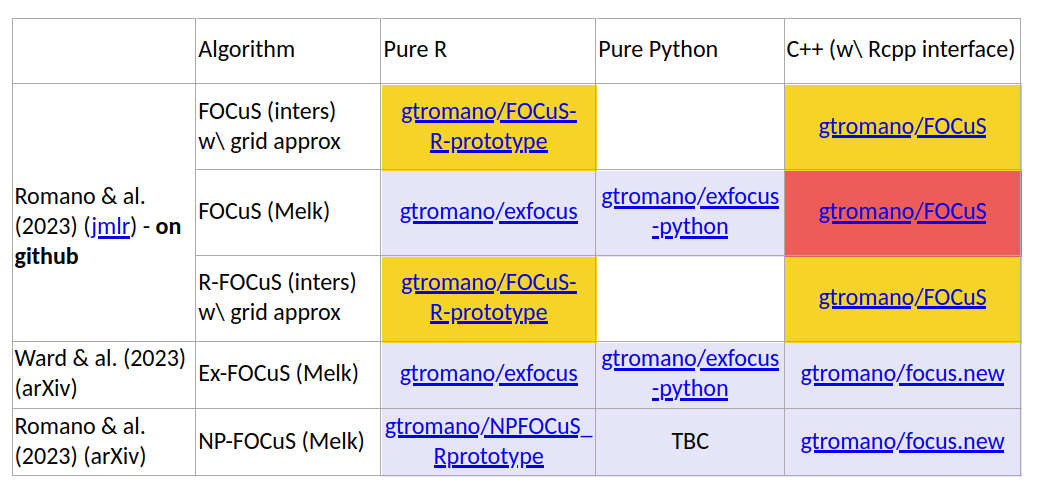 Algorithm Pure R Pure Python C++ (w\ Rcpp interface)
Romano & al.
(2023) (jmlr) - on
github
FOCuS (inters)
w\ grid approx
gtromano/FOCuS-
R-prototype
gtromano/FOCuS
FOCuS (Melk)
gtromano/exfocus
gtromano/exfocus
-python
gtromano/FOCuS
R-FOCuS (inters)
w\ grid approx
gtromano/FOCuS-
R-prototype
gtromano/FOCuS
Ward & al. (2023)
(arXiv)
Ex-FOCuS (Melk)
gtromano/exfocus
gtromano/exfocus
-python
gtromano/focus.new
Romano & al.
(2023) (arXiv)
NP-FOCuS (Melk)
gtromano/NPFOCuS_
Rprototype
TBC
gtromano/focus.new